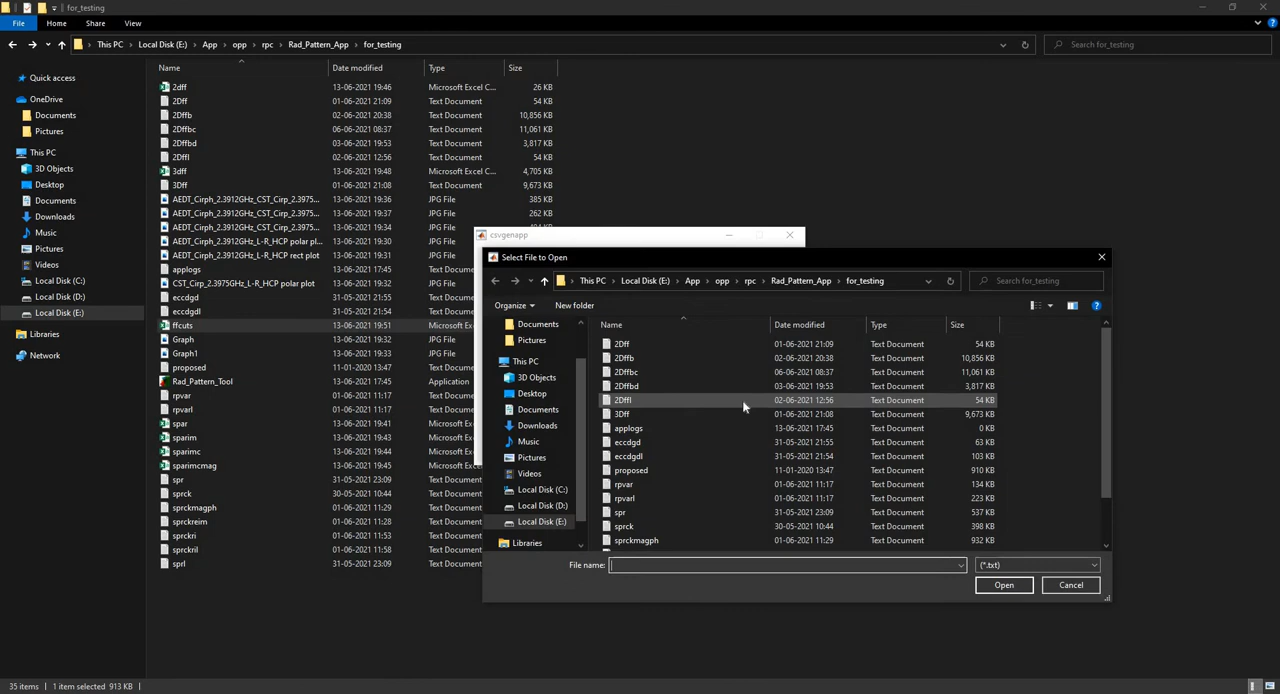 for_testing
File Home Share View
This PC Local Disk (E:) App opp rpc Rad_Pattern_App for_testing Search for_testing
Name Date modified Type Size
Quick access
OneDrive
Documents
Pictures
This PC
3D Objects
Desktop
Documents
Downloads
Music
Pictures
Videos
Local Disk (C:)
Local Disk (D:)
Local Disk (E:)
Libraries
Network
2dff 13-06-2021 19:46 Microsoft Excel C... 26 KB
2Dff 01-06-2021 21:09 Text Document 54 KB
2Dffb 02-06-2021 20:38 Text Document 10,856 KB
2Dffbc 06-06-2021 08:37 Text Document 11,061 KB
2Dffbd 03-06-2021 19:53 Text Document 3,817 KB
2Dffl 02-06-2021 12:56 Text Document 54 KB
3dff 13-06-2021 19:51 Microsoft Excel C... 4,705 KB
3Dff 01-06-2021 21:08 Text Document 9,673 KB
AEDT_Cirph_2.3912GHz_CST_Cirp_2.3975... 13-06-2021 19:36 JPG File 385 KB
AEDT_Cirph_2.3912GHz_CST_Cirp_2.3975... 13-06-2021 19:37 JPG File 262 KB
AEDT_Cirph_2.3912GHz_CST_Cirp_2.3975... 13-06-2021 19:34 JPG File
AEDT_Cirph_2.3912GHz_L-R_HCP polar pl... 13-06-2021 19:33 JPG File
AEDT_Cirph_2.3912GHz_L-R_HCP rect plot 13-06-2021 19:34 JPG File
applogs 13-06-2021 17:45 Text Document
CST_Cirp_2.3975GHz_L-R_HCP polar plot 13-06-2021 19:32 JPG File
eccdgd 31-05-2021 21:55 Text Document
eccdgdl 31-05-2021 21:54 Text Document
ffcuts 13-06-2021 19:51 Microsoft Ex
Graph 13-06-2021 19:32 JPG File
Graph1 13-06-2021 19:33 JPG File
proposed 11-01-2020 13:47 Text Document
Rad_Pattern_Tool 13-06-2021 17:45 Application
rpvar 01-06-2021 11:17 Text Document
rpvarl 01-06-2021 11:17 Text Document
spar 13-06-2021 19:43 Microsoft Ex
sparim 13-06-2021 19:43 Microsoft Ex
sparimc 13-06-2021 19:44 Microsoft Ex
sparimcmag 13-06-2021 19:45 Microsoft Ex
spr 31-05-2021 23:09 Text Document
sprck 30-05-2021 10:44 Text Document
sprckmagph 01-06-2021 11:29 Text Document
sprckreim 01-06-2021 11:28 Text Document
sprckri 01-06-2021 11:53 Text Document
sprckril 01-06-2021 11:58 Text Document
sprl 31-05-2021 23:09 Text Document
csvgenapp
Select File to Open
This PC Local Disk (E:) App opp rpc Rad_Pattern_App for_testing Search for_testing
Organize New folder
Documents
Pictures
This PC
3D Objects
Desktop
Documents
Downloads
Music
Pictures
Videos
Local Disk (C:)
Local Disk (D:)
Local Disk (E:)
Libraries
Name Date modified Type Size
2Dff 01-06-2021 21:09 Text Document 54 KB
2Dffb 02-06-2021 20:38 Text Document 10,856 KB
2Dffbc 06-06-2021 08:37 Text Document 11,061 KB
2Dffbd 03-06-2021 19:53 Text Document 3,817 KB
2Dffl 02-06-2021 12:56 Text Document 54 KB
3Dff 01-06-2021 21:08 Text Document 9,673 KB
applogs 13-06-2021 17:45 Text Document 0 KB
eccdgd 31-05-2021 21:55 Text Document 63 KB
eccdgdl 31-05-2021 21:54 Text Document 103 KB
proposed 11-01-2020 13:47 Text Document 910 KB
rpvar 01-06-2021 11:17 Text Document 134 KB
rpvarl 01-06-2021 11:17 Text Document 223 KB
spr 31-05-2021 23:09 Text Document 537 KB
sprck 30-05-2021 10:44 Text Document 398 KB
sprckmagph 01-06-2021 11:29 Text Document 932 KB
File name: (*.txt)
Open Cancel
35 items 1 item selected 913 KB